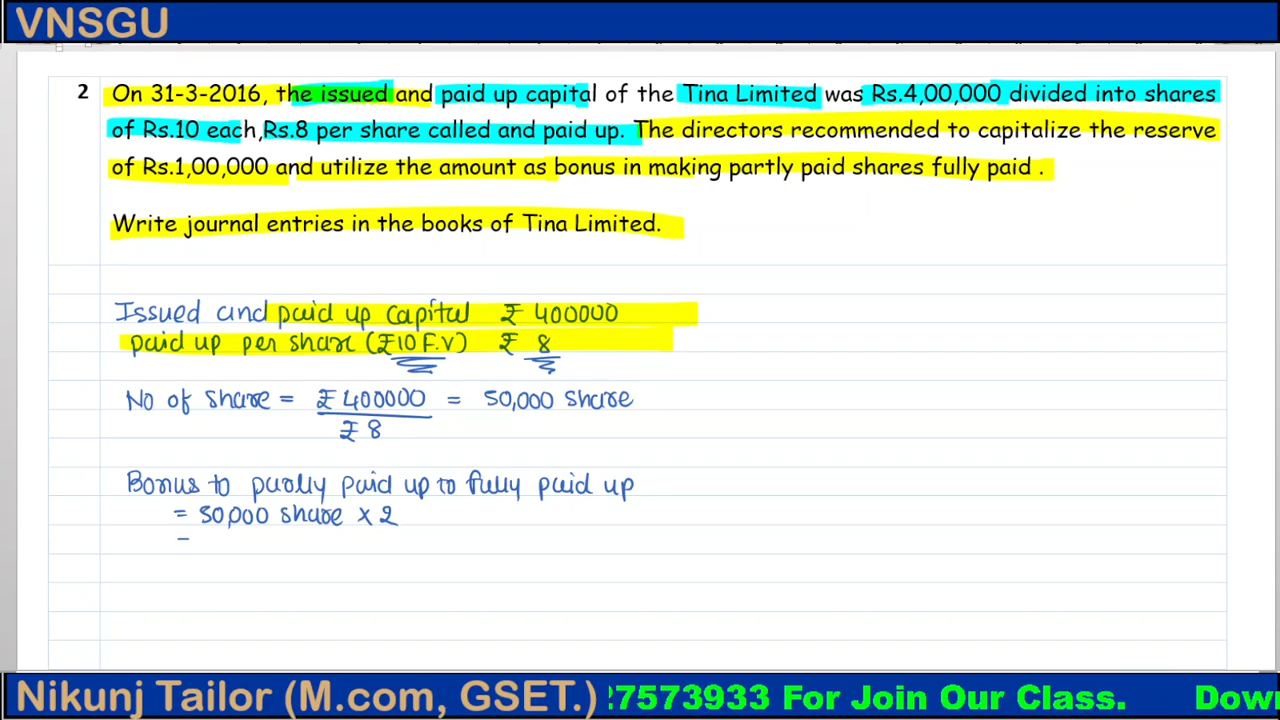 VNSGU
2 On 31-3-2016, the issued and paid up capital of the Tina Limited was Rs.4,00,000 divided into shares
of Rs.10 each,Rs.8 per share called and paid up. The directors recommended to capitalize the reserve
of Rs.1,00,000 and utilize the amount as bonus in making partly paid shares fully paid .
Write journal entries in the books of Tina Limited.
Issued and paid up capital ₹ 400000
paid up per share (₹10 F.V) ₹ 8
No of share = ₹ 400000 = 50,000 share
₹ 8
Bonus to partly paid up to fully paid up
= 50,000 share × 2
=
Nikunj Tailor (M.com, GSET.) 27573933 For Join Our Class.